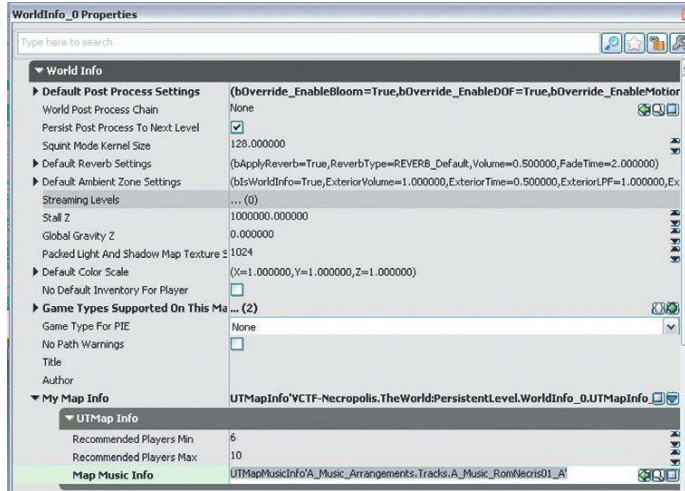 WorldInfo_0 Properties
Type here to search
World Info
Default Post Process Settings (bOverride_EnableBloom=True,bOverride_EnableDOF=True,bOverride_EnableMotior
World Post Process Chain None
Persist Post Process To Next Level
Squint Mode Kernel Size 128.000000
Default Reverb Settings (bApplyReverb=True,ReverbType=REVERB_Default,Volume=0.500000,FadeTime=2.000000)
Default Ambient Zone Settings (bIsWorldInfo=True,ExteriorVolume=1.000000,ExteriorTime=0.500000,ExteriorLPF=1.000000,Ex
Streaming Levels ... (0)
Stall Z 1000000.000000
Global Gravity Z 0.000000
Packed Light And Shadow Map Texture S 1024
Default Color Scale (X=1.000000,Y=1.000000,Z=1.000000)
No Default Inventory For Player
Game Types Supported On This Ma ... (2)
Game Type For PIE None
No Path Warnings
Title
Author
My Map Info UTMapInfo'VCTF-Necropolis.TheWorld:PersistentLevel.WorldInfo_0.UTMapInfo_
UTMap Info
Recommended Players Min 6
Recommended Players Max 10
Map Music Info UTMapMusicInfo'A_Music_Arrangements.Tracks.A_Music_RomNecris01_A'